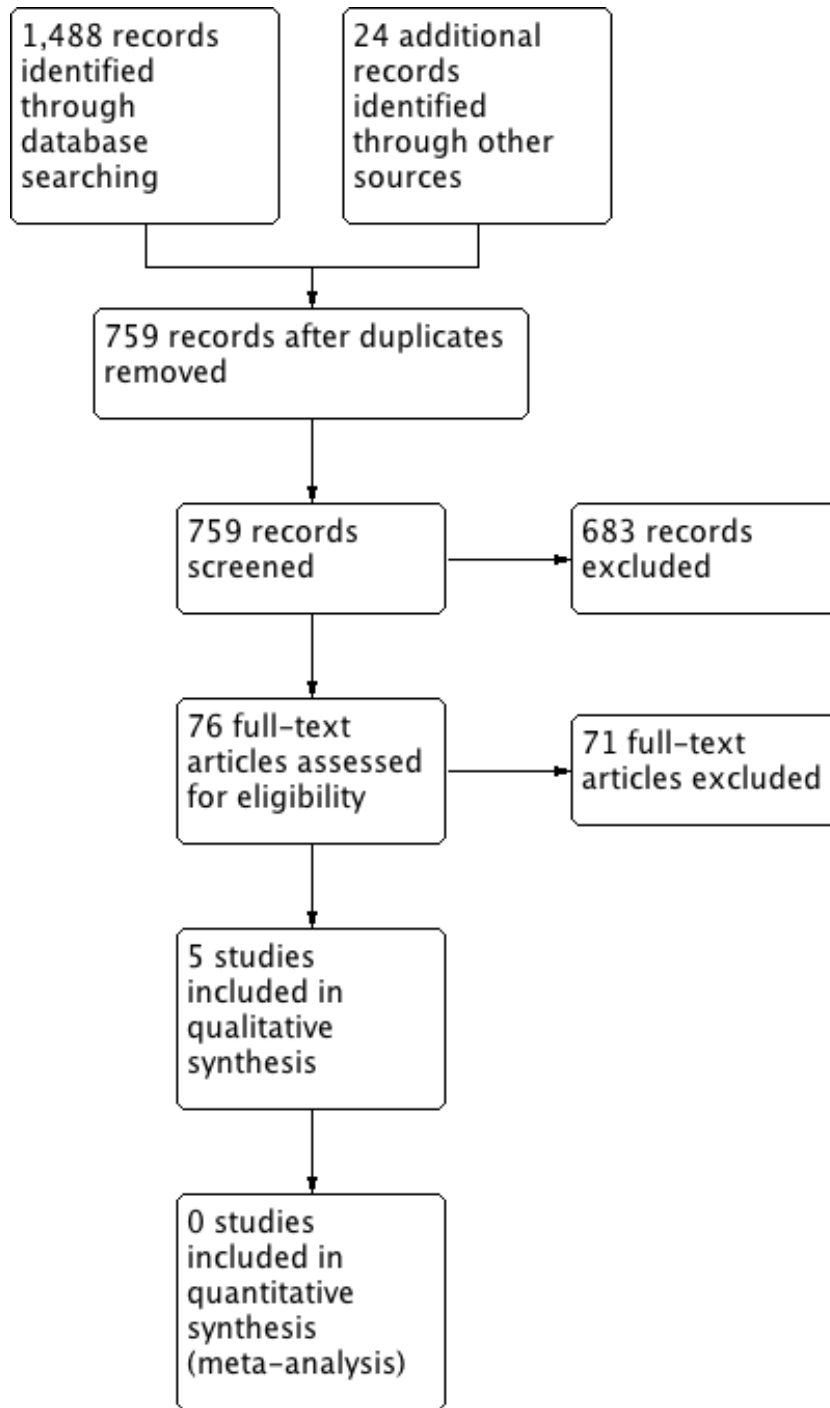 1,488 records
identified
through
database
searching
24 additional
records
identified
through other
sources
759 records after duplicates
removed
759 records
screened
683 records
excluded
76 full-text
articles assessed
for eligibility
71 full-text
articles excluded
5 studies
included in
qualitative
synthesis
0 studies
included in
quantitative
synthesis
(meta-analysis)